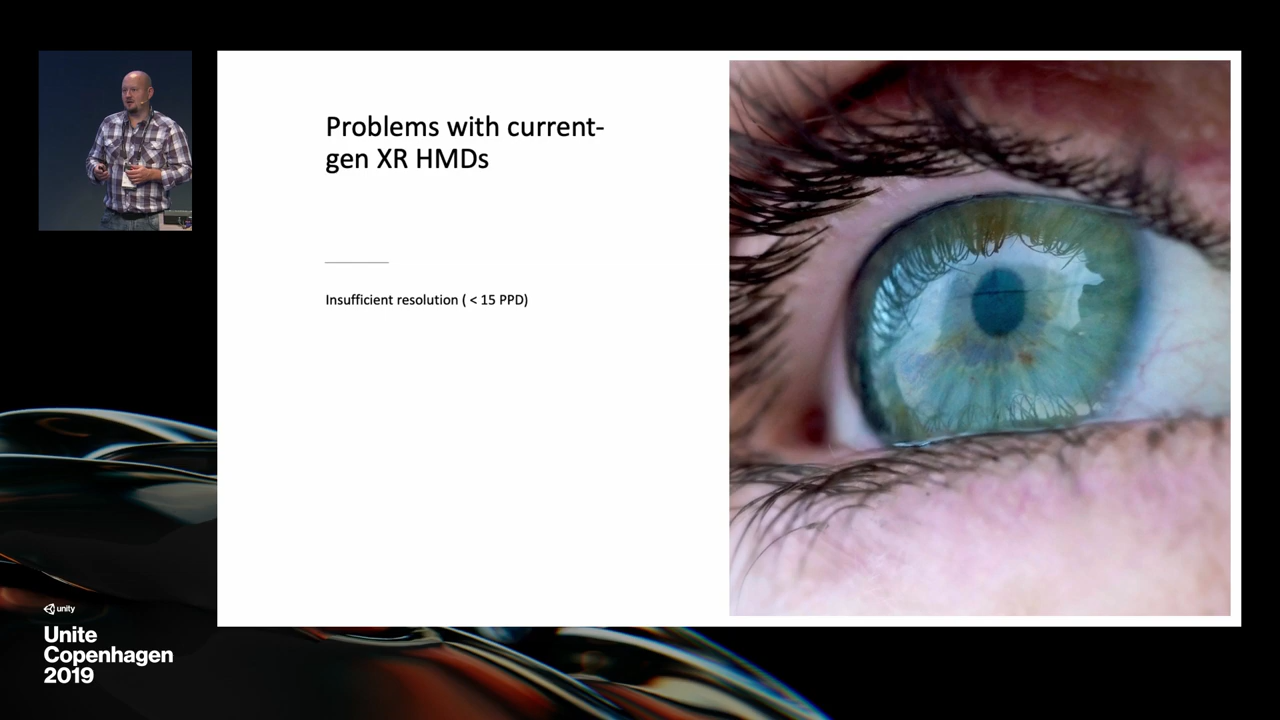 Problems with current-
gen XR HMDs
Insufficient resolution ( < 15 PPD)
unity
Unite
Copenhagen
2019